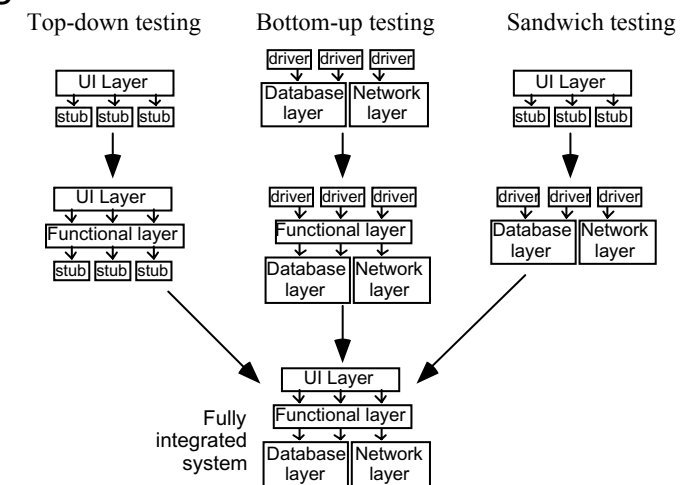 Top-down testing
Bottom-up testing
Sandwich testing
UI Layer
stub stub stub
UI Layer
Functional layer
stub stub stub
driver driver driver
Database layer
Network layer
driver driver driver
Functional layer
Database layer
Network layer
UI Layer
stub stub stub
driver driver driver
Database layer
Network layer
Fully
integrated
system
UI Layer
Functional layer
Database layer
Network layer